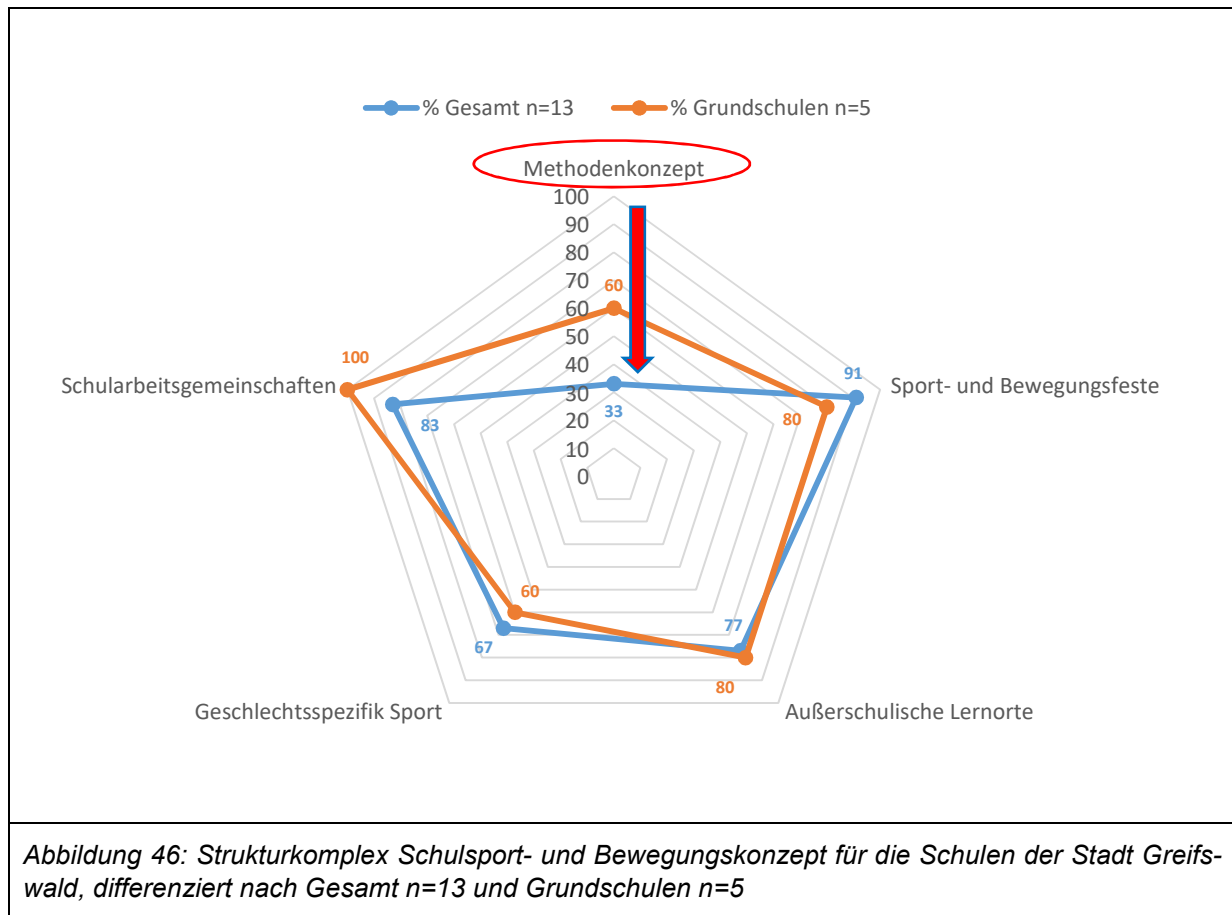 % Gesamt n=13 % Grundschulen n=5
Methodenkonzept
100
90
80
70
60
50
40
30
20
10
0
60
33
Sport- und Bewegungsfeste
91
80
Außerschulische Lernorte
77
80
Geschlechtsspezifik Sport
60
67
Schularbeitsgemeinschaften
100
83
Abbildung 46: Strukturkomplex Schulsport- und Bewegungskonzept für die Schulen der Stadt Greifs-
wald, differenziert nach Gesamt n=13 und Grundschulen n=5